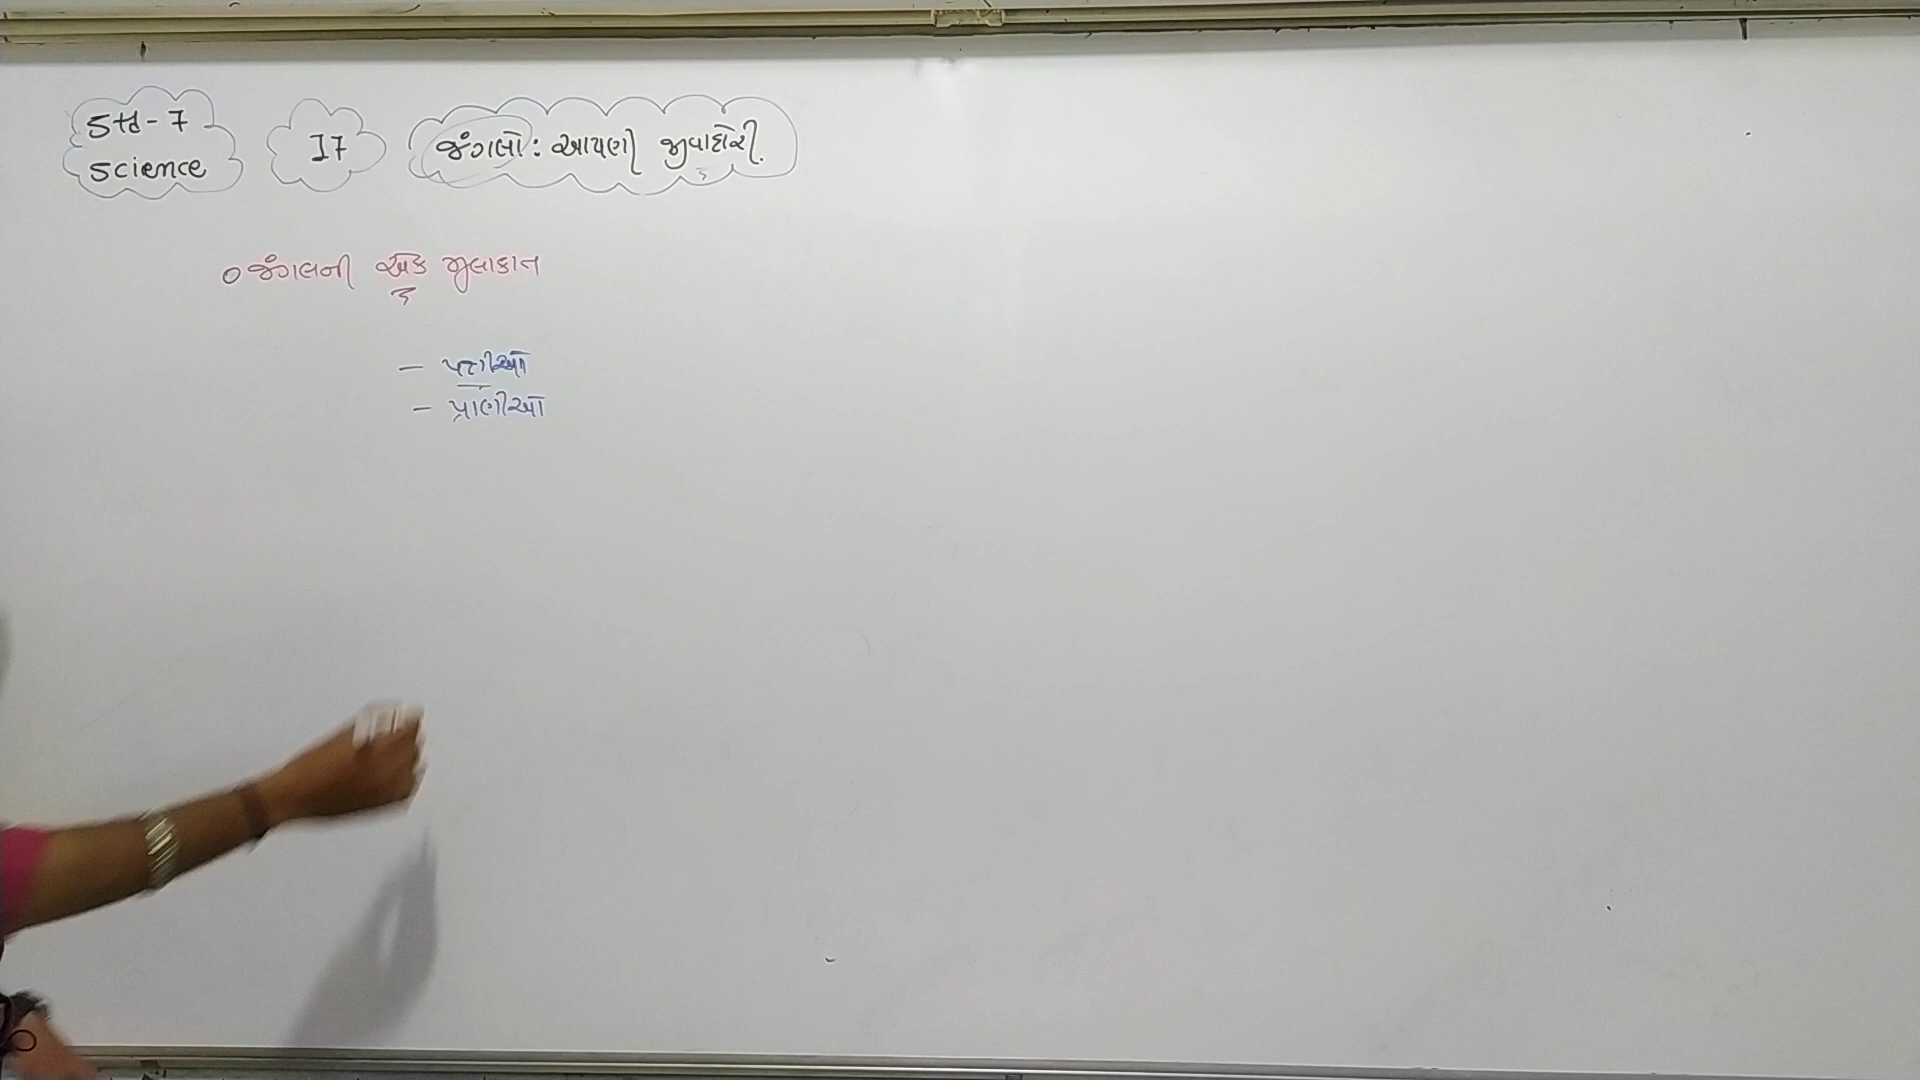 Std - 7
Science
17
જંગલો : આપણી જીવાદોરી.
જંગલની એક મુલાકાત
- પક્ષીઓ
- પ્રાણીઓ